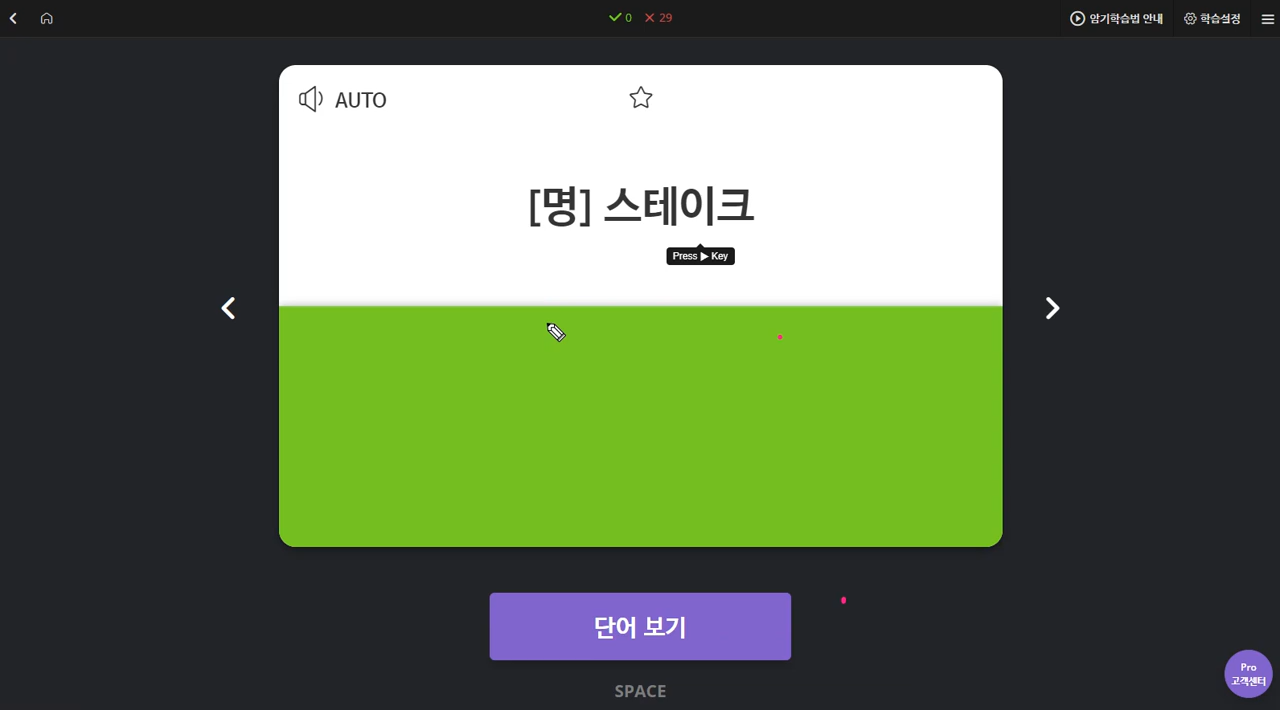 0 29 암기학습법 안내 학습설정
AUTO
[명] 스테이크
Press ▶ Key
단어 보기
SPACE
Pro
고객센터